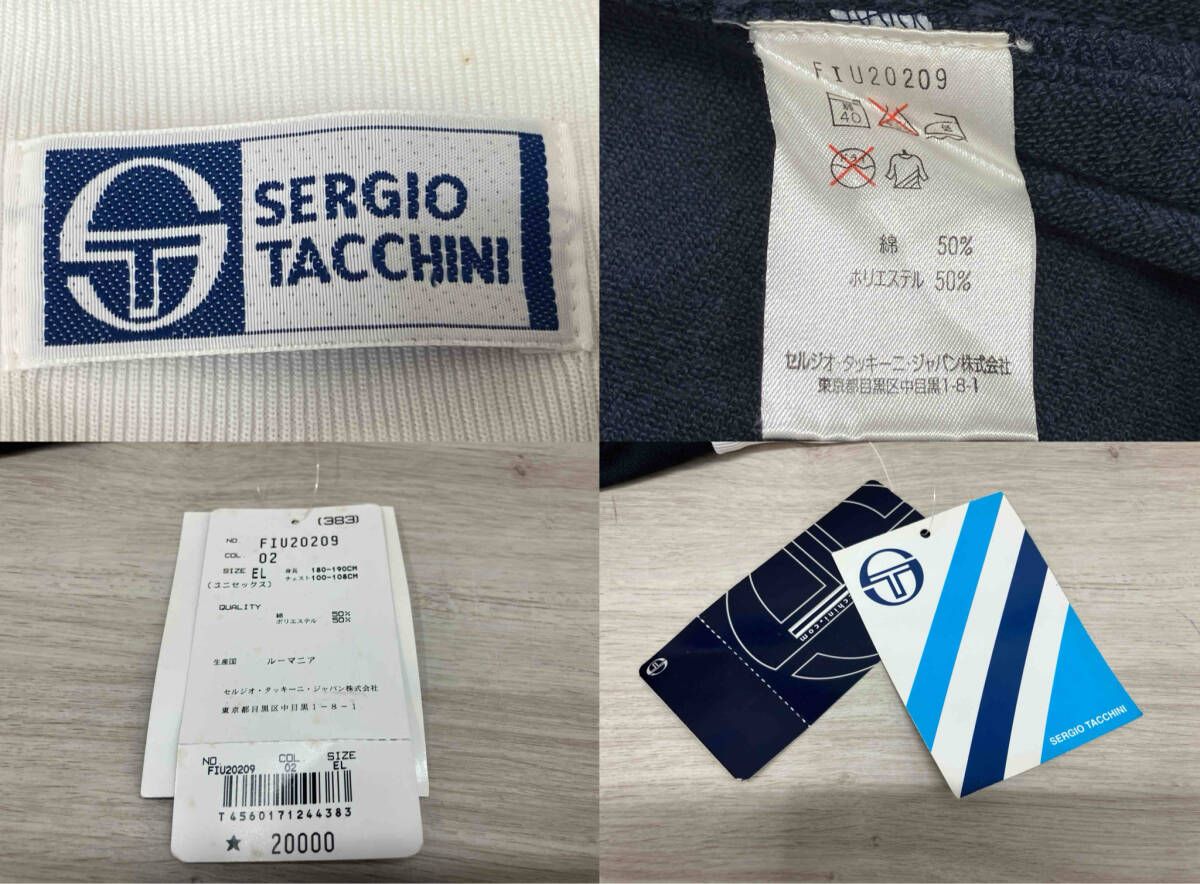 SERGIO
TACCHINI
FIU20209
40
綿 50%
ポリエステル 50%
セルジオ・タッキーニ・ジャパン株式会社
東京都目黒区中目黒1-8-1
(383)
NO. FIU20209
COL. 02
SIZE EL 身長 180-190CM
(ユニセックス) チェスト100-108CM
QUALITY
綿 50%
ポリエステル 50%
生産国 ルーマニア
セルジオ・タッキーニ・ジャパン株式会社
東京都目黒区中目黒1-8-1
NO. COL. SIZE
FIU20209 02 EL
T4560171244383
★ 20000
chini.com
SERGIO TACCHINI